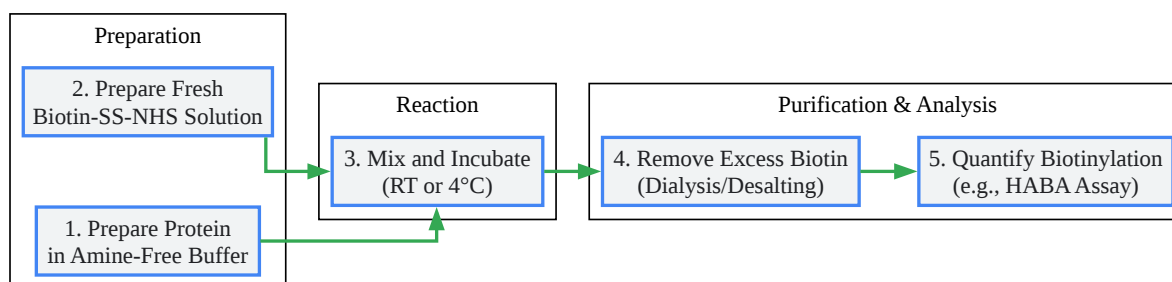 Preparation
2. Prepare Fresh
Biotin-SS-NHS Solution
1. Prepare Protein
in Amine-Free Buffer
Reaction
3. Mix and Incubate
(RT or 4°C)
Purification & Analysis
4. Remove Excess Biotin
(Dialysis/Desalting)
5. Quantify Biotinylation
(e.g., HABA Assay)